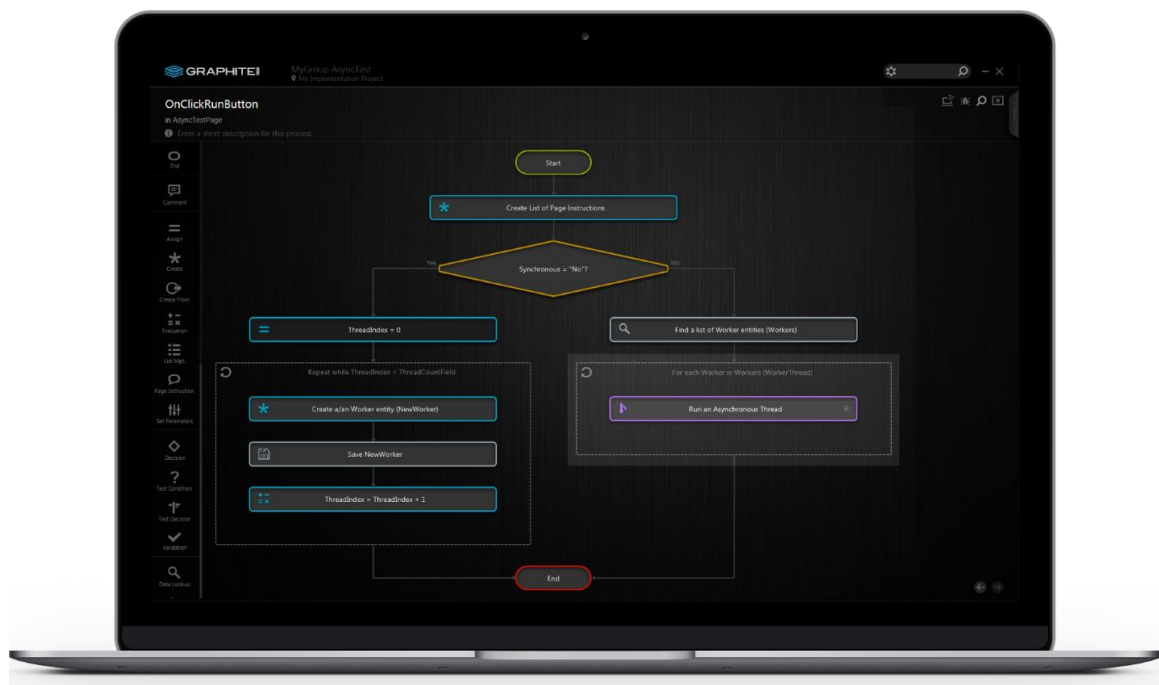 GRAPHITE
MyGroup AsyncTest
My Implementation Project
OnClickRunButton
in AsyncTestPage
Enter a short description for this process
End
Comment
Assign
Create
Create From
Evaluation
List Mgt.
Page Instruction
Set Parameters
Decision
Test Condition
Test Decision
Validation
Data Lookup
Start
Create List of Page Instructions
Synchronous = "No"?
Yes
No
ThreadIndex = 0
Find a list of Worker entities (Workers)
Repeat while ThreadIndex < ThreadCountField
For each Worker in Workers (WorkerThread)
Create a/an Worker entity (NewWorker)
Run an Asynchronous Thread
Save NewWorker
ThreadIndex = ThreadIndex + 1
End